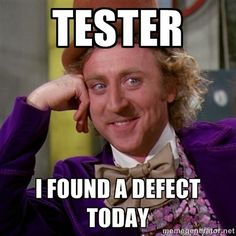 TESTER
I FOUND A DEFECT
TODAY
memegenerator.net